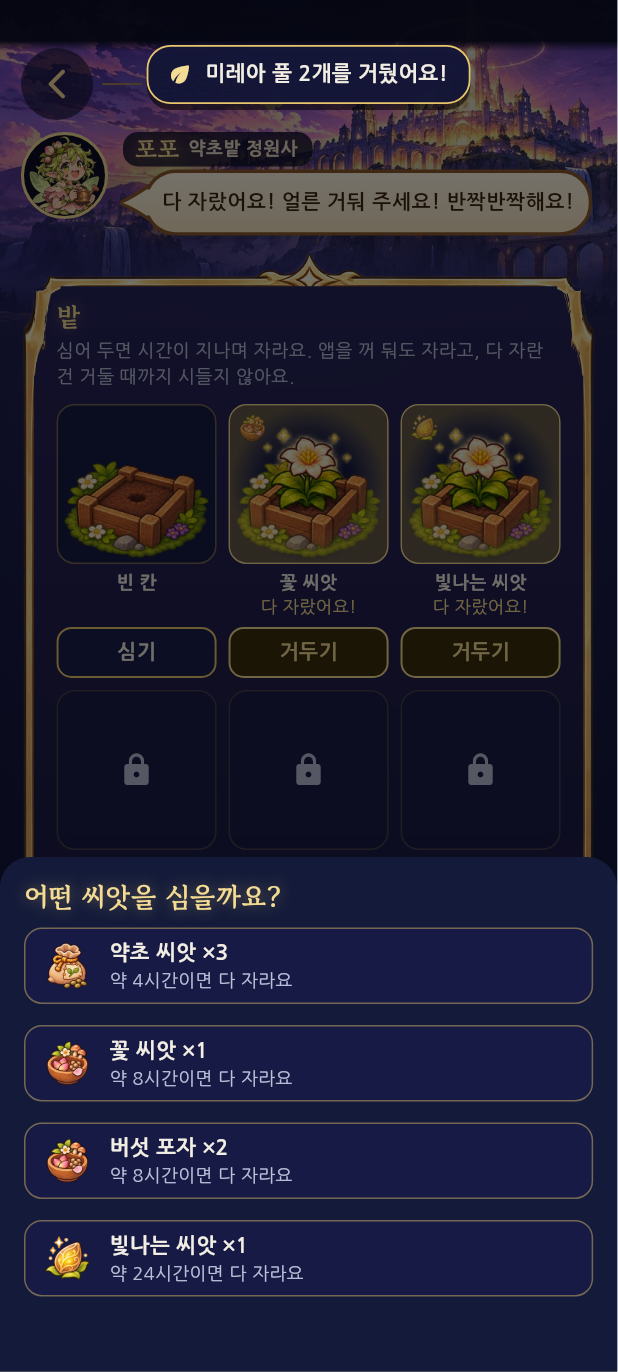 미레아 풀 2개를 거뒀어요!
포포 약초밭 정원사
다 자랐어요! 얼른 거둬 주세요! 반짝반짝해요!
밭
심어 두면 시간이 지나며 자라요. 앱을 꺼 둬도 자라고, 다 자란
건 거둘 때까지 시들지 않아요.
빈 칸
꽃 씨앗
빛나는 씨앗
다 자랐어요!
다 자랐어요!
심기
거두기
거두기
어떤 씨앗을 심을까요?
약초 씨앗 ×3
약 4시간이면 다 자라요
꽃 씨앗 ×1
약 8시간이면 다 자라요
버섯 포자 ×2
약 8시간이면 다 자라요
빛나는 씨앗 ×1
약 24시간이면 다 자라요